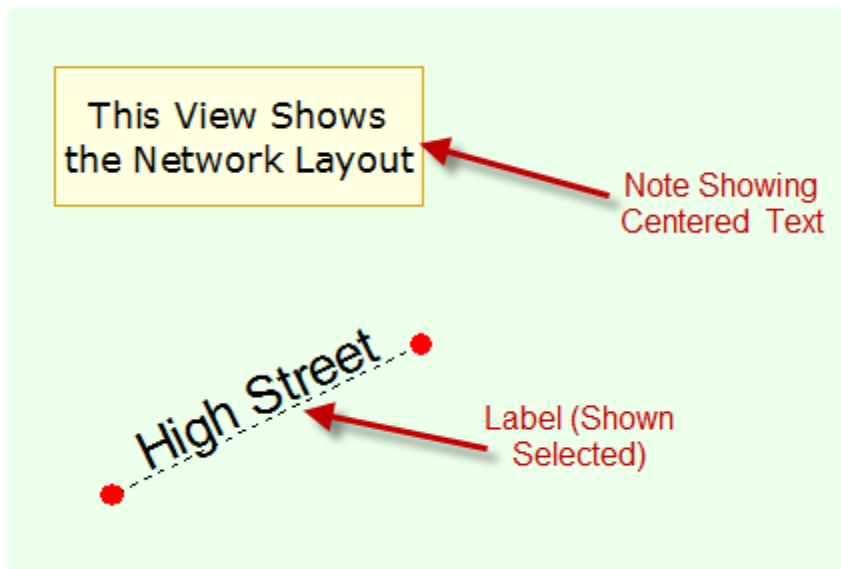 This View Shows
the Network Layout
Note Showing
Centered Text
High Street
Label (Shown
Selected)